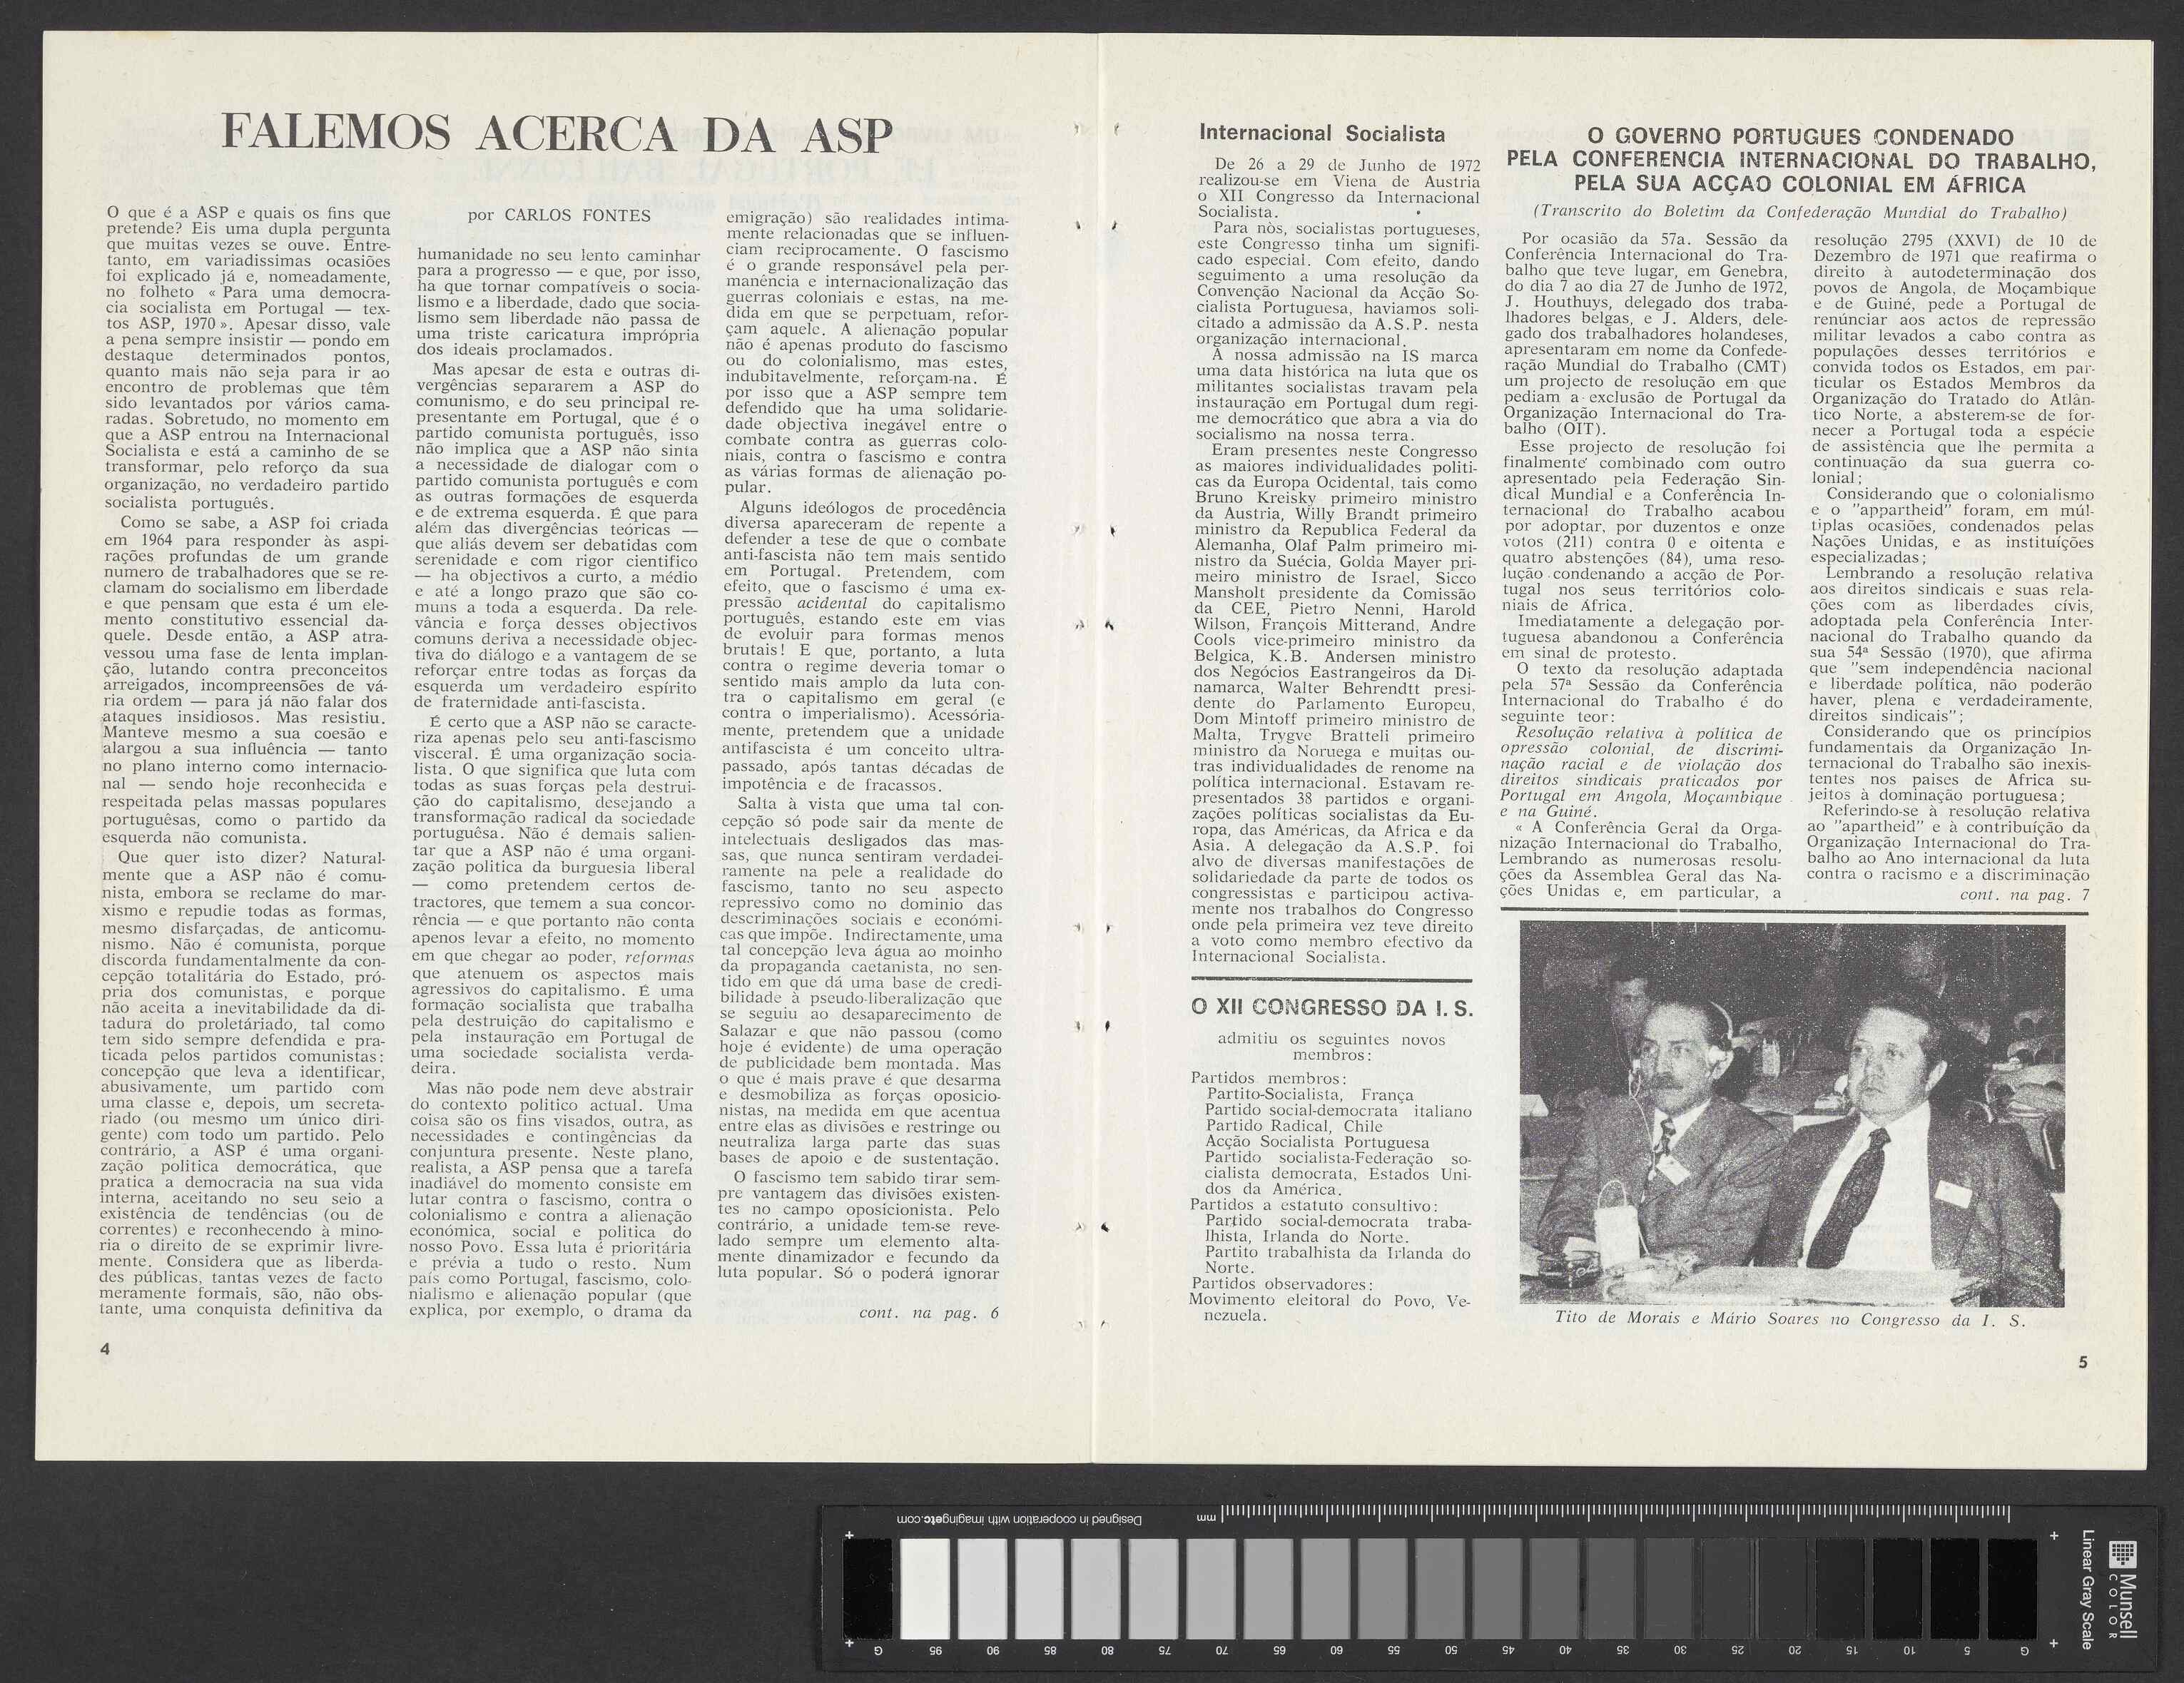 FALEMOS ACERCA DA ASP
O que é a ASP e quais os fins que
pretende? Eis uma dupla pergunta
que muitas vezes se ouve. Entre-
tanto, em variadissimas ocasiões
foi explicado já e, nomeadamente,
no folheto « Para uma democra-
cia socialista em Portugal — tex-
tos ASP, 1970 ». Apesar disso, vale
a pena sempre insistir — pondo em
destaque determinados pontos,
quanto mais não seja para ir ao
encontro de problemas que têm
sido levantados por vários cama-
radas. Sobretudo, no momento em
que a ASP entrou na Internacional
Socialista e está a caminho de se
transformar, pelo reforço da sua
organização, no verdadeiro partido
socialista português.
Como se sabe, a ASP foi criada
em 1964 para responder às aspi-
rações profundas de um grande
numero de trabalhadores que se re-
clamam do socialismo em liberdade
e que pensam que esta é um ele-
mento constitutivo essencial da-
quele. Desde então, a ASP atra-
vessou uma fase de lenta implan-
ção, lutando contra preconceitos
arreigados, incompreensões de vá-
ria ordem — para já não falar dos
ataques insidiosos. Mas resistiu.
Manteve mesmo a sua coesão e
alargou a sua influência — tanto
no plano interno como internacio-
nal — sendo hoje reconhecida e
respeitada pelas massas populares
portuguêsas, como o partido da
esquerda não comunista.
Que quer isto dizer? Natural-
mente que a ASP não é comu-
nista, embora se reclame do mar-
xismo e repudie todas as formas,
mesmo disfarçadas, de anticomu-
nismo. Não é comunista, porque
discorda fundamentalmente da con-
cepção totalitária do Estado, pró-
pria dos comunistas, e porque
não aceita a inevitabilidade da di-
tadura do proletáriado, tal como
tem sido sempre defendida e pra-
ticada pelos partidos comunistas:
concepção que leva a identificar,
abusivamente, um partido com
uma classe e, depois, um secreta-
riado (ou mesmo um único diri-
gente) com todo um partido. Pelo
contrário, a ASP é uma organi-
zação politica democrática, que
pratica a democracia na sua vida
interna, aceitando no seu seio a
existência de tendências (ou de
correntes) e reconhecendo à mino-
ria o direito de se exprimir livre-
mente. Considera que as liberda-
des públicas, tantas vezes de facto
meramente formais, são, não obs-
tante, uma conquista definitiva da
por CARLOS FONTES
humanidade no seu lento caminhar
para a progresso — e que, por isso,
ha que tornar compatíveis o socia-
lismo e a liberdade, dado que socia-
lismo sem liberdade não passa de
uma triste caricatura imprópria
dos ideais proclamados.
Mas apesar de esta e outras di-
vergências separarem a ASP do
comunismo, e do seu principal re-
presentante em Portugal, que é o
partido comunista português, isso
não implica que a ASP não sinta
a necessidade de dialogar com o
partido comunista português e com
as outras formações de esquerda
e de extrema esquerda. É que para
além das divergências teóricas —
que aliás devem ser debatidas com
serenidade e com rigor cientifico
— ha objectivos a curto, a médio
e até a longo prazo que são co-
muns a toda a esquerda. Da rele-
vância e força desses objectivos
comuns deriva a necessidade objec-
tiva do diálogo e a vantagem de se
reforçar entre todas as forças da
esquerda um verdadeiro espírito
de fraternidade anti-fascista.
É certo que a ASP não se caracte-
riza apenas pelo seu anti-fascismo
visceral. É uma organização socia-
lista. O que significa que luta com
todas as suas forças pela destrui-
ção do capitalismo, desejando a
transformação radical da sociedade
portuguêsa. Não é demais salien-
tar que a ASP não é uma organi-
zação politica da burguesia liberal
— como pretendem certos de-
tractores, que temem a sua concor-
rência — e que portanto não conta
apenos levar a efeito, no momento
em que chegar ao poder, reformas
que atenuem os aspectos mais
agressivos do capitalismo. É uma
formação socialista que trabalha
pela destruição do capitalismo e
pela instauração em Portugal de
uma sociedade socialista verda-
deira.
Mas não pode nem deve abstrair
do contexto politico actual. Uma
coisa são os fins visados, outra, as
necessidades e contingências da
conjuntura presente. Neste plano,
realista, a ASP pensa que a tarefa
inadiável do momento consiste em
lutar contra o fascismo, contra o
colonialismo e contra a alienação
económica, social e politica do
nosso Povo. Essa luta é prioritária
e prévia a tudo o resto. Num
país como Portugal, fascismo, colo-
nialismo e alienação popular (que
explica, por exemplo, o drama da
emigração) são realidades intima-
mente relacionadas que se influen-
ciam reciprocamente. O fascismo
é o grande responsável pela per-
manência e internacionalização das
guerras coloniais e estas, na me-
dida em que se perpetuam, refor-
çam aquele. A alienação popular
não é apenas produto do fascismo
ou do colonialismo, mas estes,
indubitavelmente, reforçam-na. É
por isso que a ASP sempre tem
defendido que ha uma solidarie-
dade objectiva inegável entre o
combate contra as guerras colo-
niais, contra o fascismo e contra
as várias formas de alienação po-
pular.
Alguns ideólogos de procedência
diversa apareceram de repente a
defender a tese de que o combate
anti-fascista não tem mais sentido
em Portugal. Pretendem, com
efeito, que o fascismo é uma ex-
pressão acidental do capitalismo
português, estando este em vias
de evoluir para formas menos
brutais! E que, portanto, a luta
contra o regime deveria tomar o
sentido mais amplo da luta con-
tra o capitalismo em geral (e
contra o imperialismo). Acessória-
mente, pretendem que a unidade
antifascista é um conceito ultra-
passado, após tantas décadas de
impotência e de fracassos.
Salta à vista que uma tal con-
cepção só pode sair da mente de
intelectuais desligados das mas-
sas, que nunca sentiram verdadei-
ramente na pele a realidade do
fascismo, tanto no seu aspecto
repressivo como no dominio das
descriminações sociais e económi-
cas que impõe. Indirectamente, uma
tal concepção leva água ao moinho
da propaganda caetanista, no sen-
tido em que dá uma base de credi-
bilidade à pseudo-liberalização que
se seguiu ao desaparecimento de
Salazar e que não passou (como
hoje é evidente) de uma operação
de publicidade bem montada. Mas
o que é mais prave é que desarma
e desmobiliza as forças oposicio-
nistas, na medida em que acentua
entre elas as divisões e restringe ou
neutraliza larga parte das suas
bases de apoio e de sustentação.
O fascismo tem sabido tirar sem-
pre vantagem das divisões existen-
tes no campo oposicionista. Pelo
contrário, a unidade tem-se reve-
lado sempre um elemento alta-
mente dinamizador e fecundo da
luta popular. Só o poderá ignorar
cont. na pag. 6
4
Internacional Socialista
De 26 a 29 de Junho de 1972
realizou-se em Viena de Austria
o XII Congresso da Internacional
Socialista.
Para nòs, socialistas portugueses,
este Congresso tinha um signifi-
cado especial. Com efeito, dando
seguimento a uma resolução da
Convenção Nacional da Acção So-
cialista Portuguesa, haviamos soli-
citado a admissão da A.S.P. nesta
organização internacional.
A nossa admissão na IS marca
uma data histórica na luta que os
militantes socialistas travam pela
instauração em Portugal dum regi-
me democrático que abra a via do
socialismo na nossa terra.
Eram presentes neste Congresso
as maiores individualidades politi-
cas da Europa Ocidental, tais como
Bruno Kreisky primeiro ministro
da Austria, Willy Brandt primeiro
ministro da Republica Federal da
Alemanha, Olaf Palm primeiro mi-
nistro da Suécia, Golda Mayer pri-
meiro ministro de Israel, Sicco
Mansholt presidente da Comissão
da CEE, Pietro Nenni, Harold
Wilson, François Mitterand, Andre
Cools vice-primeiro ministro da
Belgica, K.B. Andersen ministro
dos Negócios Eastrangeiros da Di-
namarca, Walter Behrendtt presi-
dente do Parlamento Europeu,
Dom Mintoff primeiro ministro de
Malta, Trygve Bratteli primeiro
ministro da Noruega e muitas ou-
tras individualidades de renome na
política internacional. Estavam re-
presentados 38 partidos e organi-
zações políticas socialistas da Eu-
ropa, das Américas, da Africa e da
Asia. A delegação da A.S.P. foi
alvo de diversas manifestações de
solidariedade da parte de todos os
congressistas e participou activa-
mente nos trabalhos do Congresso
onde pela primeira vez teve direito
a voto como membro efectivo da
Internacional Socialista.
O XII CONGRESSO DA I. S.
admitiu os seguintes novos
membros:
Partidos membros:
Partito-Socialista, França
Partido social-democrata italiano
Partido Radical, Chile
Acção Socialista Portuguesa
Partido socialista-Federação so-
cialista democrata, Estados Uni-
dos da América.
Partidos a estatuto consultivo:
Partido social-democrata traba-
lhista, Irlanda do Norte.
Partito trabalhista da Irlanda do
Norte.
Partidos observadores:
Movimento eleitoral do Povo, Ve-
nezuela.
O GOVERNO PORTUGUES CONDENADO
PELA CONFERENCIA INTERNACIONAL DO TRABALHO,
PELA SUA ACÇAO COLONIAL EM ÁFRICA
(Transcrito do Boletim da Confederação Mundial do Trabalho)
Por ocasião da 57a. Sessão da
Conferência Internacional do Tra-
balho que teve lugar, em Genebra,
do dia 7 ao dia 27 de Junho de 1972,
J. Houthuys, delegado dos traba-
lhadores belgas, e J. Alders, dele-
gado dos trabalhadores holandeses,
apresentaram em nome da Confede-
ração Mundial do Trabalho (CMT)
um projecto de resolução em que
pediam a exclusão de Portugal da
Organização Internacional do Tra-
balho (OIT).
Esse projecto de resolução foi
finalmente combinado com outro
apresentado pela Federação Sin-
dical Mundial e a Conferência In-
ternacional do Trabalho acabou
por adoptar, por duzentos e onze
votos (211) contra 0 e oitenta e
quatro abstenções (84), uma reso-
lução condenando a acção de Por-
tugal nos seus territórios colo-
niais de África.
Imediatamente a delegação por-
tuguesa abandonou a Conferência
em sinal de protesto.
O texto da resolução adaptada
pela 57ª Sessão da Conferência
Internacional do Trabalho é do
seguinte teor:
Resolução relativa à politica de
opressão colonial, de discrimi-
nação racial e de violação dos
direitos sindicais praticados por
Portugal em Angola, Moçambique
e na Guiné.
« A Conferência Geral da Orga-
nização Internacional do Trabalho,
Lembrando as numerosas resolu-
ções da Assemblea Geral das Na-
ções Unidas e, em particular, a
resolução 2795 (XXVI) de 10 de
Dezembro de 1971 que reafirma o
direito à autodeterminação dos
povos de Angola, de Moçambique
e de Guiné, pede a Portugal de
renúnciar aos actos de repressão
militar levados a cabo contra as
populações desses territórios e
convida todos os Estados, em par-
ticular os Estados Membros da
Organização do Tratado do Atlân-
tico Norte, a absterem-se de for-
necer a Portugal toda a espécie
de assistência que lhe permita a
continuação da sua guerra co-
lonial;
Considerando que o colonialismo
e o "appartheid" foram, em múl-
tiplas ocasiões, condenados pelas
Nações Unidas, e as instituíções
especializadas;
Lembrando a resolução relativa
aos direitos sindicais e suas rela-
ções com as liberdades cívis,
adoptada pela Conferência Inter-
nacional do Trabalho quando da
sua 54ª Sessão (1970), que afirma
que "sem independência nacional
e liberdade política, não poderão
haver, plena e verdadeiramente,
direitos sindicais";
Considerando que os princípios
fundamentais da Organização In-
ternacional do Trabalho são inexis-
tentes nos paises de Africa su-
jeitos à dominação portuguesa;
Referindo-se à resolução relativa
ao "apartheid" e à contribuíção da
Organização Internacional do Tra-
balho ao Ano internacional da luta
contra o racismo e a discriminação
cont. na pag. 7
Tito de Morais e Mário Soares no Congresso da I. S.
5
Designed in cooperation with imagingetc.com
mm
G 95 90 85 80 75 70 65 60 55 50 45 40 35 30 25 20 15 10 5 G
Munsell
COLOR
Linear Gray Scale